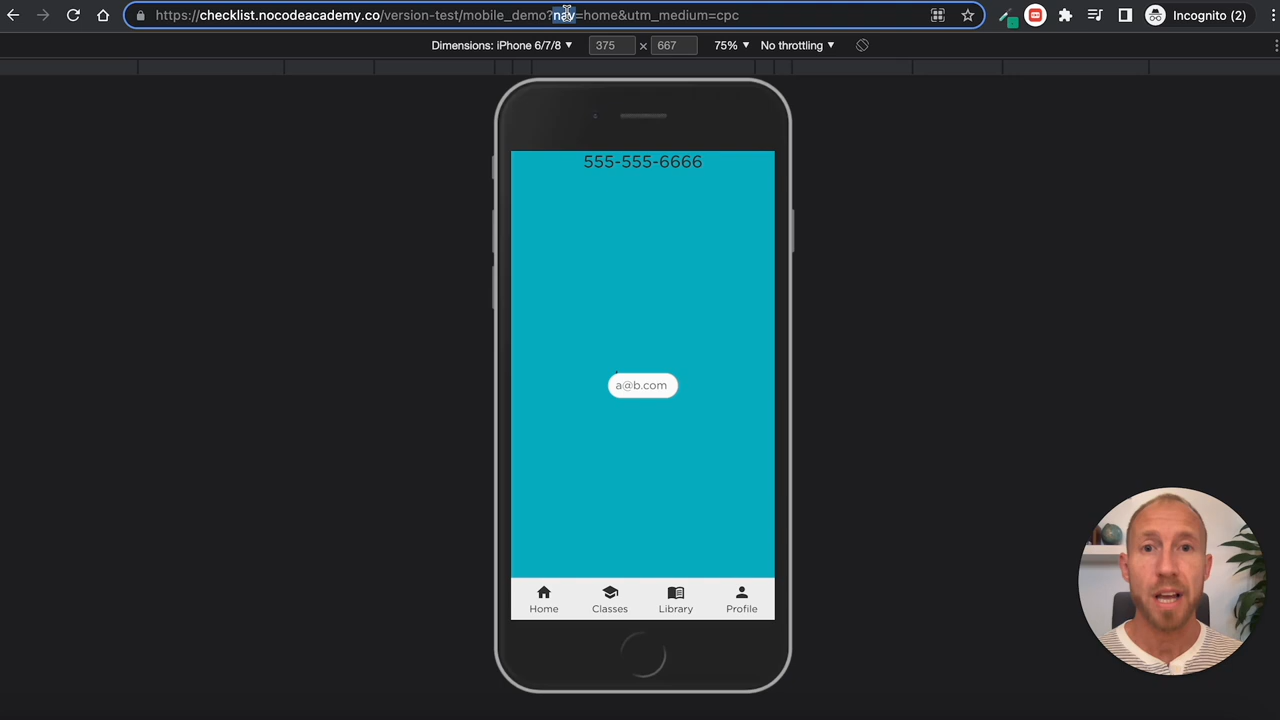 https://checklist.nocodeacademy.co/version-test/mobile_demo?nav=home&utm_medium=cpc
Incognito (2)
Dimensions: iPhone 6/7/8 375 × 667 75% No throttling
555-555-6666
a@b.com
Home Classes Library Profile